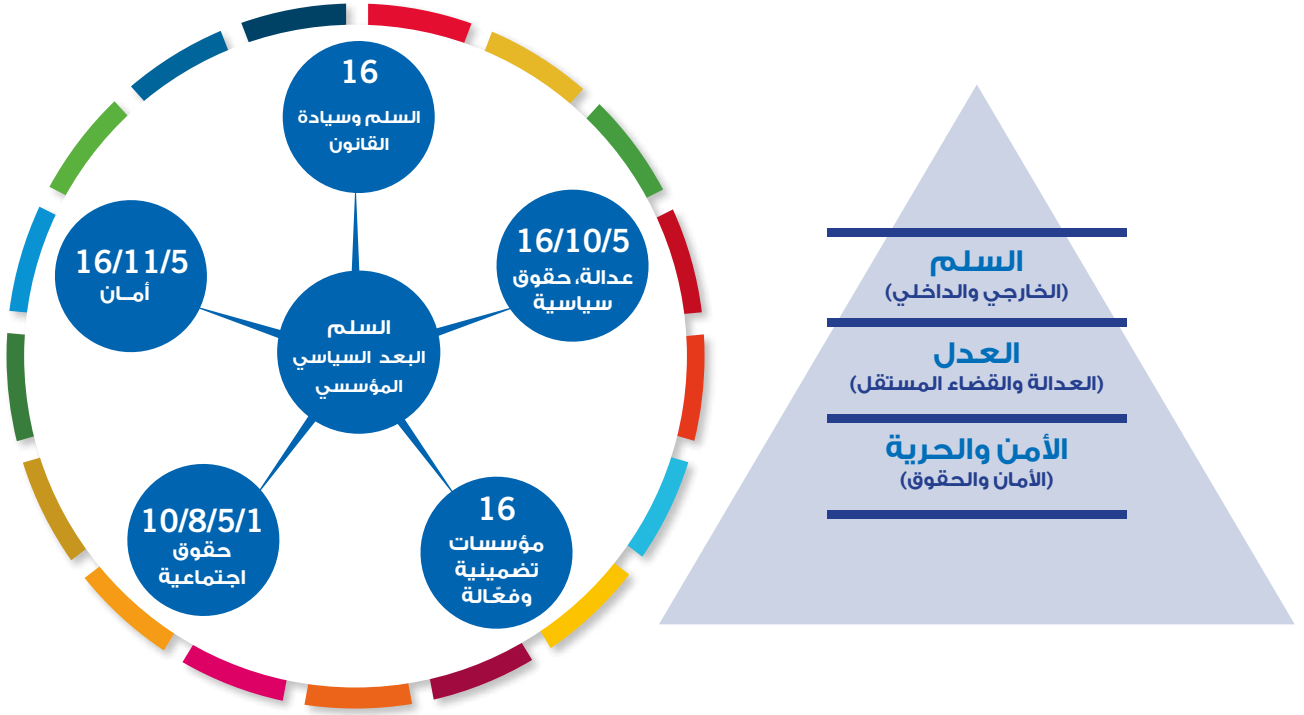 16
السلم وسيادة
القانون
16/10/5
عدالة، حقوق
سياسية
16/11/5
أمــان
السلم
البعد السياسي
المؤسسي
10/8/5/1
حقوق
اجتماعية
16
مؤسسات
تضمينية
وفعّالة
السلم
(الخارجي والداخلي)
العدل
(العدالة والقضاء المستقل)
الأمن والحرية
(الأمان والحقوق)